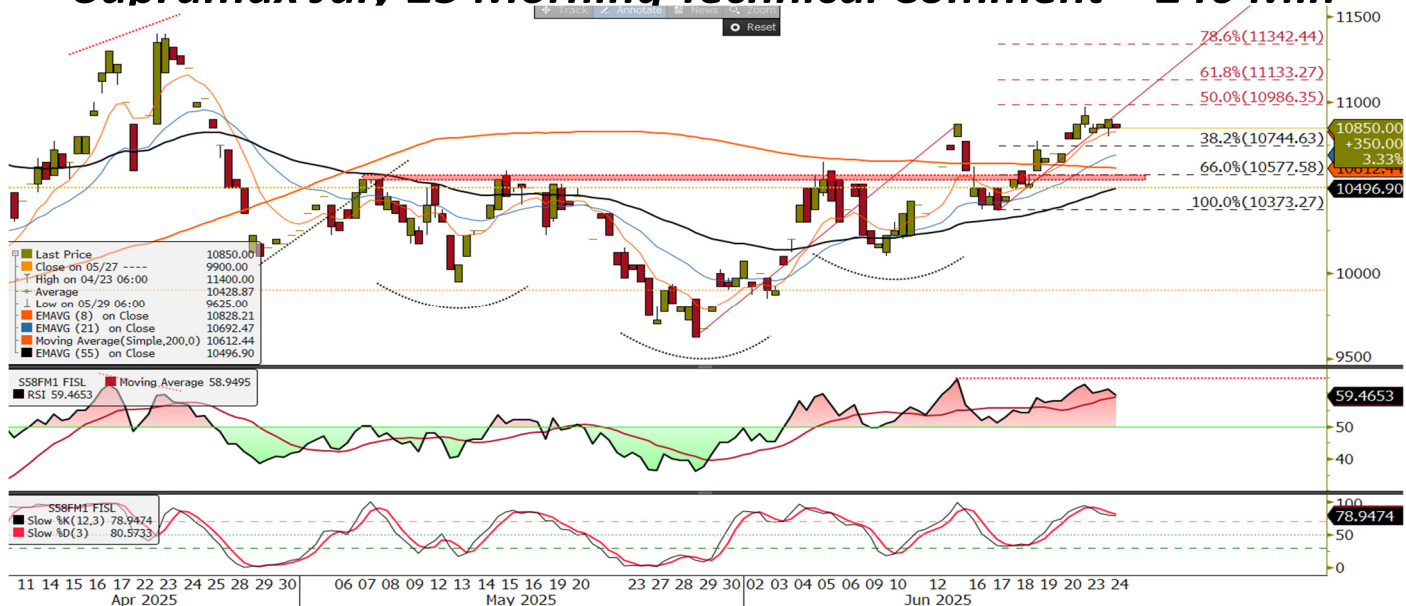 Supramax July 25 Morning Technical Comment – 240 Min
Track Annotate News Zoom
Reset
11500
78.6%(11342.44)
61.8%(11133.27)
11000
50.0%(10986.35)
10850.00
+350.00
3.33%
38.2%(10744.63)
10612.44
66.0%(10577.58)
10496.90
100.0%(10373.27)
10000
9500
Last Price 10850.00
Close on 05/27 ---- 9900.00
High on 04/23 06:00 11400.00
Average 10428.87
Low on 05/29 06:00 9625.00
EMAVG (8) on Close 10828.21
EMAVG (21) on Close 10692.47
Moving Average(Simple,200,0) 10612.44
EMAVG (55) on Close 10496.90
S58FM1 FISL Moving Average 58.9495
RSI 59.4653
59.4653
50
40
S58FM1 FISL
Slow %K(12,3) 78.9474
Slow %D(3) 80.5733
100
78.9474
50
0
11 14 15 16 17 22 23 24 25 28 29 30 06 07 08 09 12 13 14 15 16 19 20 23 27 28 29 30 02 03 04 05 06 09 10 12 16 17 18 19 20 23 24
Apr 2025 May 2025 Jun 2025